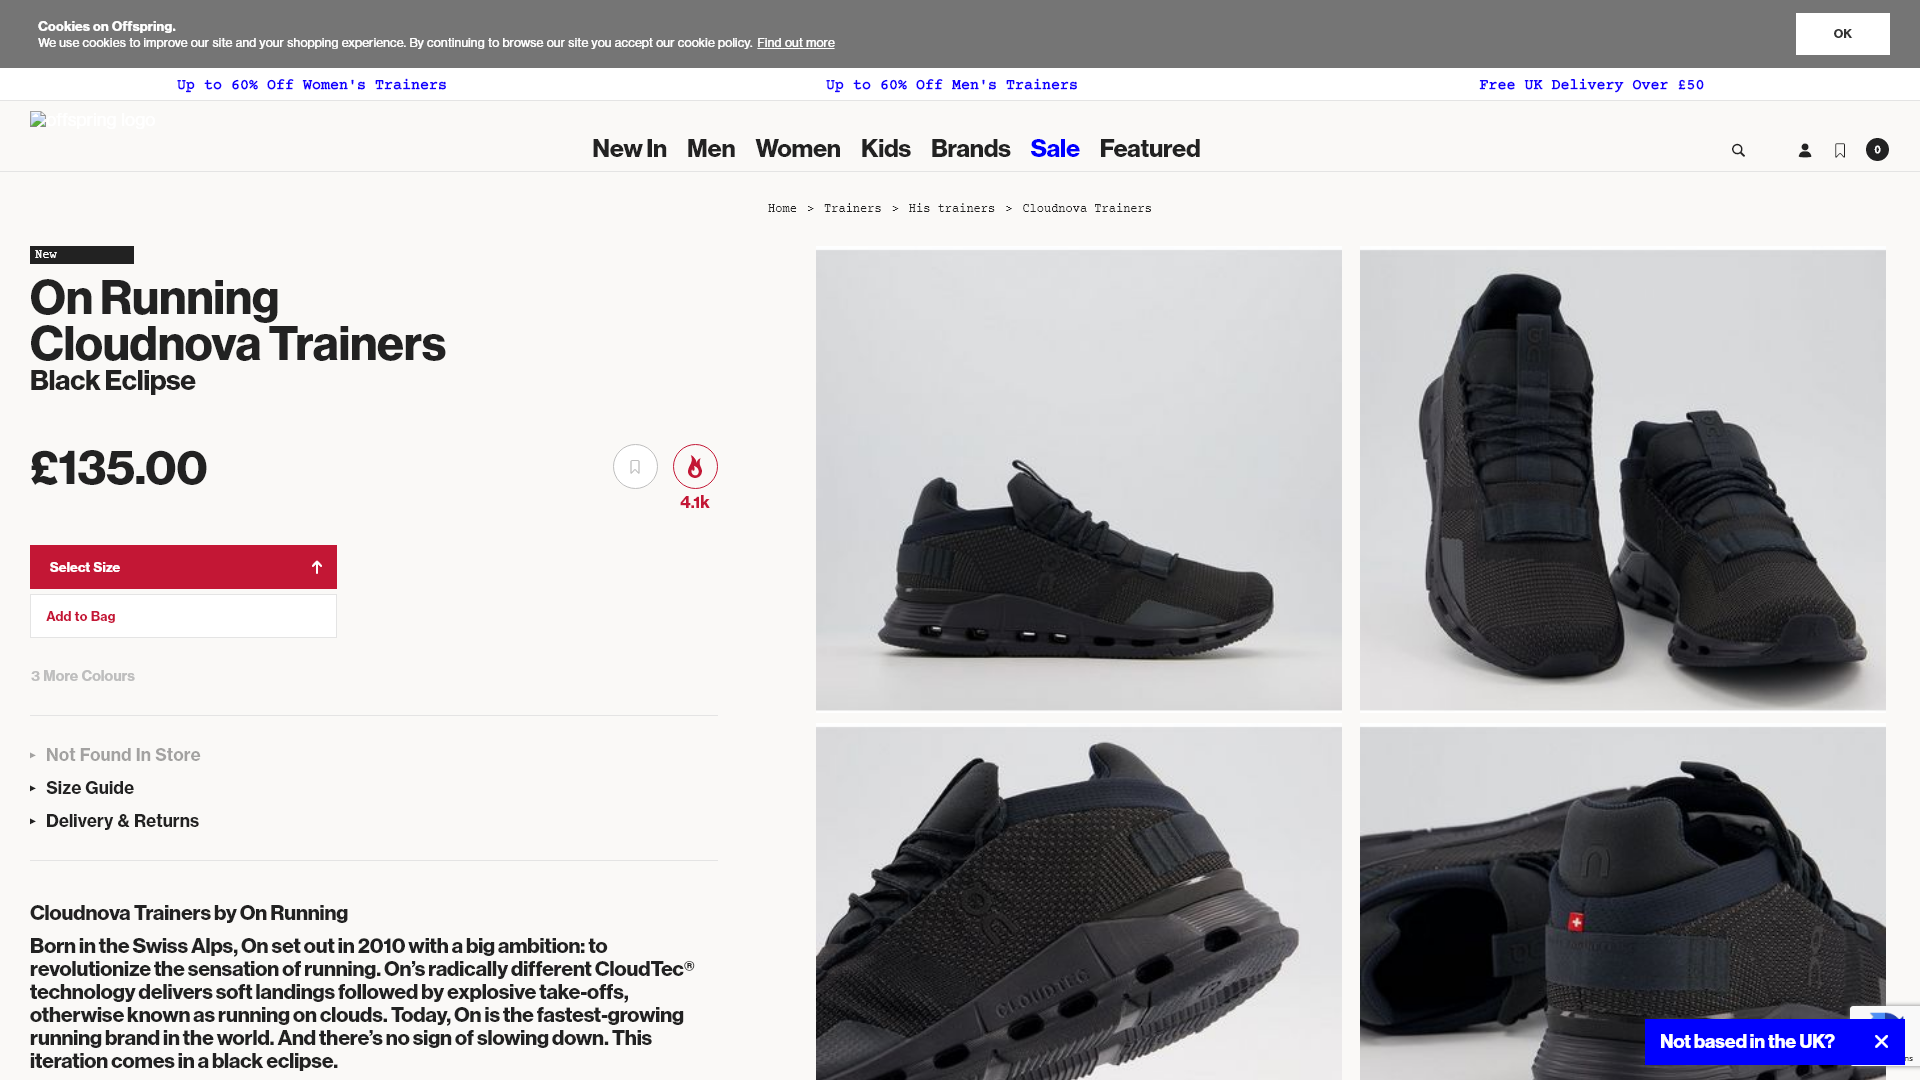 Cookies on Offspring.
We use cookies to improve our site and your shopping experience. By continuing to browse our site you accept our cookie policy. Find out more
OK
Up to 60% Off Women's Trainers
Up to 60% Off Men's Trainers
Free UK Delivery Over £50
offspring logo
New In
Men
Women
Kids
Brands
Sale
Featured
0
Home > Trainers > His trainers > Cloudnova Trainers
New
On Running
Cloudnova Trainers
Black Eclipse
£135.00
4.1k
Select Size
Add to Bag
3 More Colours
Not Found In Store
Size Guide
Delivery & Returns
Cloudnova Trainers by On Running
Born in the Swiss Alps, On set out in 2010 with a big ambition: to
revolutionize the sensation of running. On’s radically different CloudTec®
technology delivers soft landings followed by explosive take-offs,
otherwise known as running on clouds. Today, On is the fastest-growing
running brand in the world. And there’s no sign of slowing down. This
iteration comes in a black eclipse.
CLOUDTEC
Not based in the UK?